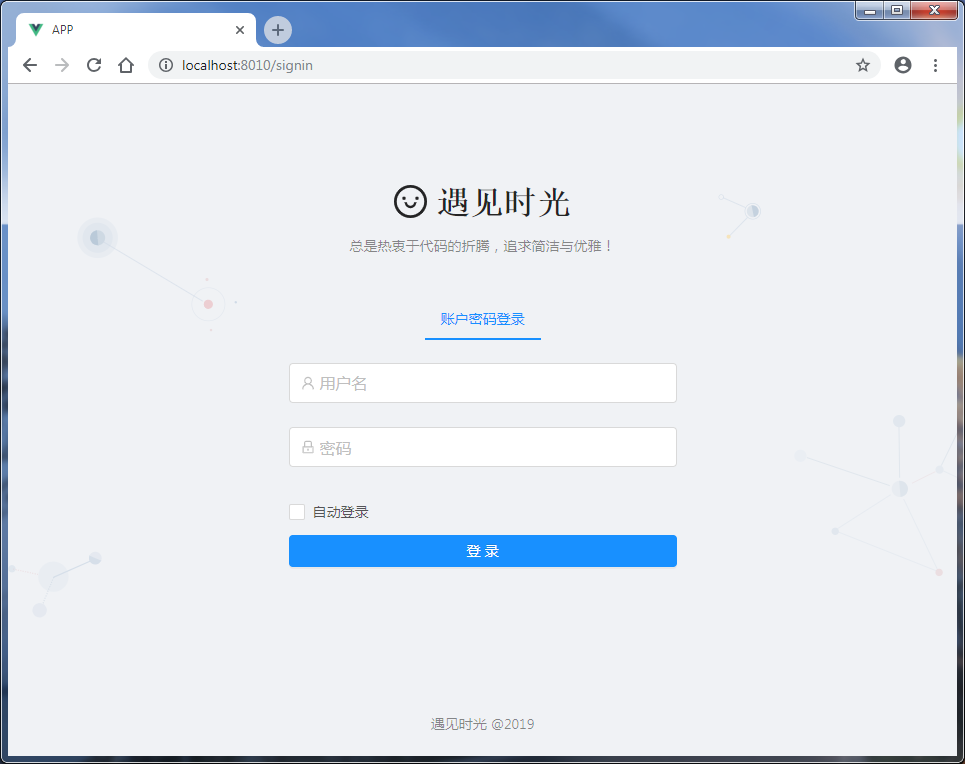 APP
localhost:8010/signin
遇见时光
总是热衷于代码的折腾，追求简洁与优雅！
账户密码登录
用户名
密码
自动登录
登 录
遇见时光 @2019